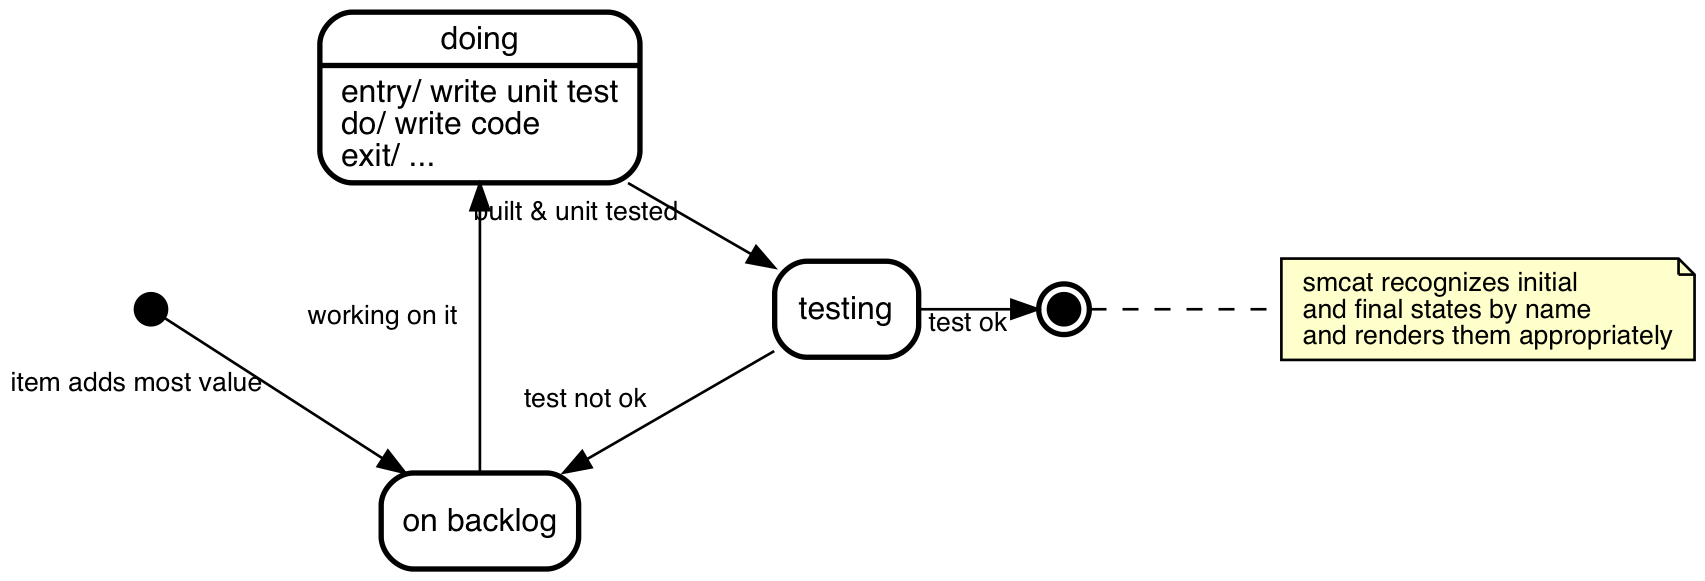 doing
entry/ write unit test
do/ write code
exit/ ...
built & unit tested
working on it
item adds most value
testing
test ok
test not ok
on backlog
smcat recognizes initial
and final states by name
and renders them appropriately